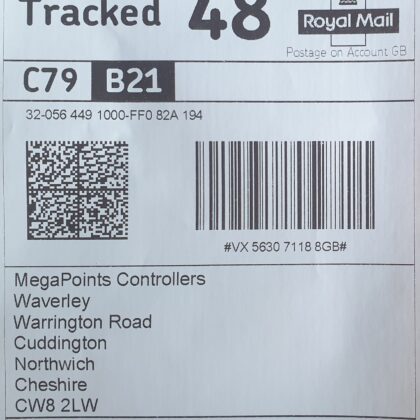 Tracked 48
Royal Mail
Postage on Account GB
C79 B21
32-056 449 1000-FF0 82A 194
#VX 5630 7118 8GB#
MegaPoints Controllers
Waverley
Warrington Road
Cuddington
Northwich
Cheshire
CW8 2LW